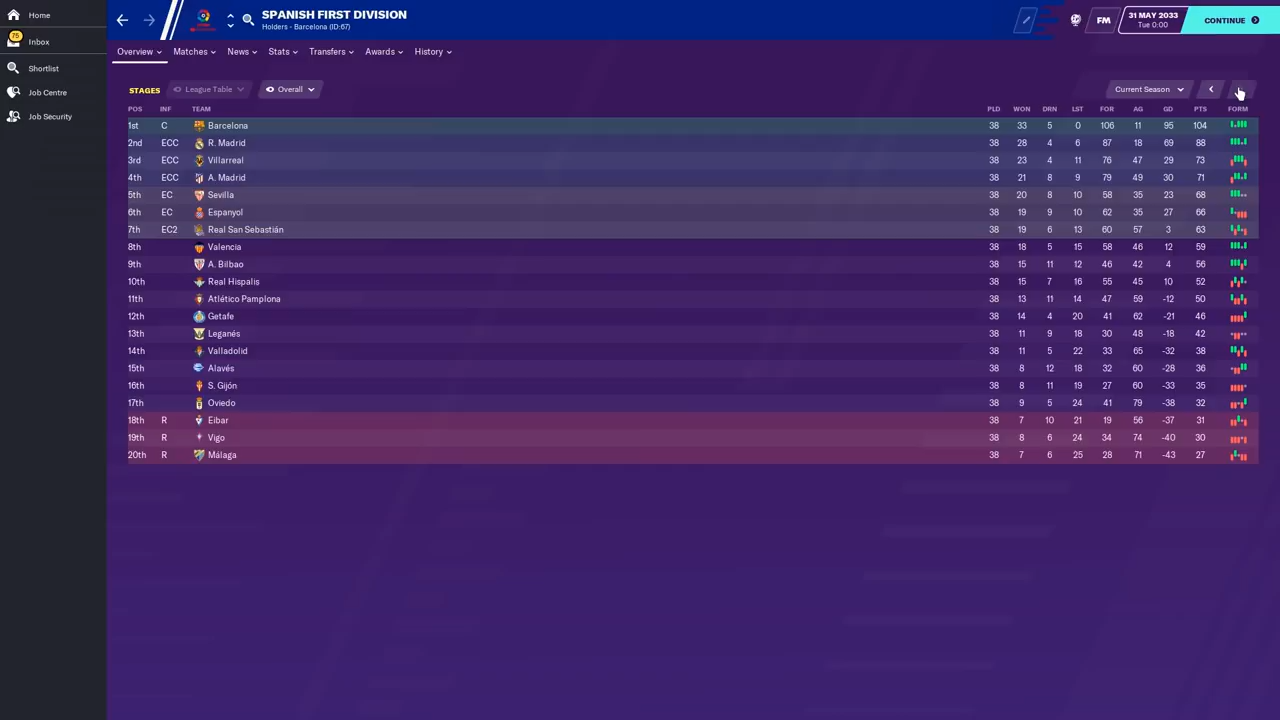 Home
75
Inbox
Shortlist
Job Centre
Job Security
SPANISH FIRST DIVISION
Holders - Barcelona (ID:67)
FM
31 MAY 2033
Tue 0:00
CONTINUE
Overview Matches News Stats Transfers Awards History
STAGES League Table Overall Current Season
POS INF TEAM PLD WON DRN LST FOR AG GD PTS FORM
1st C Barcelona 38 33 5 0 106 11 95 104
2nd ECC R. Madrid 38 28 4 6 87 18 69 88
3rd ECC Villarreal 38 23 4 11 76 47 29 73
4th ECC A. Madrid 38 21 8 9 79 49 30 71
5th EC Sevilla 38 20 8 10 58 35 23 68
6th EC Espanyol 38 19 9 10 62 35 27 66
7th EC2 Real San Sebastián 38 19 6 13 60 57 3 63
8th Valencia 38 18 5 15 58 46 12 59
9th A. Bilbao 38 15 11 12 46 42 4 56
10th Real Hispalis 38 15 7 16 55 45 10 52
11th Atlético Pamplona 38 13 11 14 47 59 -12 50
12th Getafe 38 14 4 20 41 62 -21 46
13th Leganés 38 11 9 18 30 48 -18 42
14th Valladolid 38 11 5 22 33 65 -32 38
15th Alavés 38 8 12 18 32 60 -28 36
16th S. Gijón 38 8 11 19 27 60 -33 35
17th Oviedo 38 9 5 24 41 79 -38 32
18th R Eibar 38 7 10 21 19 56 -37 31
19th R Vigo 38 8 6 24 34 74 -40 30
20th R Málaga 38 7 6 25 28 71 -43 27